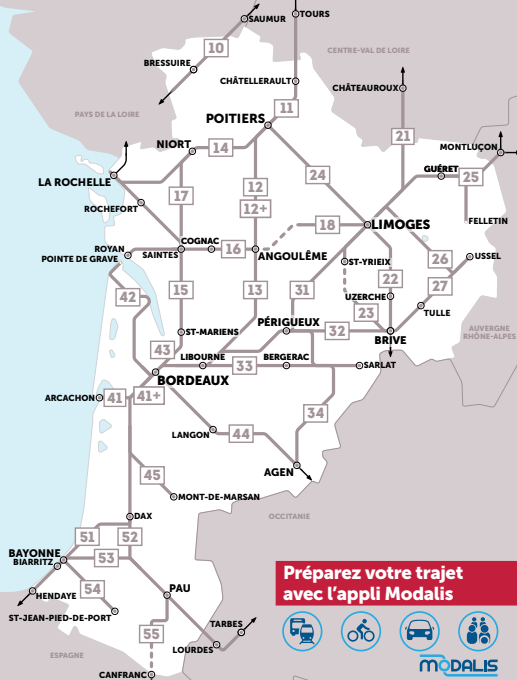 TOURS
SAUMUR
10
CENTRE-VAL DE LOIRE
BRESSUIRE
CHÂTELLERAULT
CHÂTEAUROUX
11
PAYS DE LA LOIRE
POITIERS
21
NIORT
14
MONTLUÇON
GUÉRET
24
25
LA ROCHELLE
12
17
12+
ROCHEFORT
FELLETIN
18
LIMOGES
COGNAC
ROYAN
16
ANGOULÊME
POINTE DE GRAVE
SAINTES
USSEL
ST-YRIEIX
26
22
27
42
15
13
31
UZERCHE
23
TULLE
PÉRIGUEUX
ST-MARIENS
32
AUVERGNE
RHÔNE-ALPES
BRIVE
43
LIBOURNE
BERGERAC
33
SARLAT
BORDEAUX
ARCACHON
41
41+
34
LANGON
44
AGEN
45
MONT-DE-MARSAN
DAX
OCCITANIE
51
52
BAYONNE
BIARRITZ
53
Préparez votre trajet
avec l'appli Modalis
54
PAU
HENDAYE
ST-JEAN-PIED-DE-PORT
TARBES
55
LOURDES
ESPAGNE
CANFRANC
MODALIS